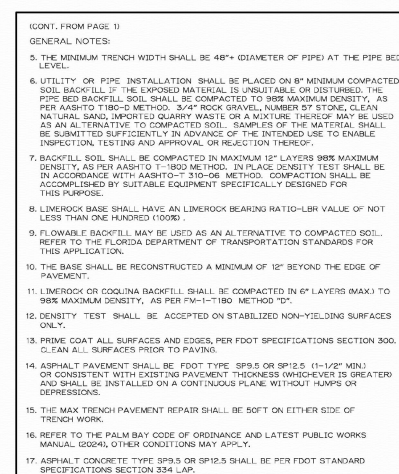 (CONT. FROM PAGE 1)
GENERAL NOTES:
5. THE MINIMUM TRENCH WIDTH SHALL BE 48"+ (DIAMETER OF PIPE) AT THE PIPE BED
LEVEL.
6. UTILITY OR PIPE INSTALLATION SHALL BE PLACED ON 8" MINIMUM COMPACTED
SOIL BACKFILL IF THE EXPOSED MATERIAL IS UNSUITABLE OR DISTURBED. THE
PIPE BED BACKFILL SOIL SHALL BE COMPACTED TO 98% MAXIMUM DENSITY, AS
PER AASHTO T180-D METHOD. 3/4" ROCK GRAVEL, NUMBER 57 STONE, CLEAN
NATURAL SAND, IMPORTED QUARRY WASTE OR A MIXTURE THEREOF MAY BE USED
AS AN ALTERNATIVE TO COMPACTED SOIL. SAMPLES OF THE MATERIAL SHALL
BE SUBMITTED SUFFICIENTLY IN ADVANCE OF THE INTENDED USE TO ENABLE
INSPECTION, TESTING AND APPROVAL OR REJECTION THEREOF.
7. BACKFILL SOIL SHALL BE COMPACTED IN MAXIMUM 12" LAYERS 98% MAXIMUM
DENSITY, AS PER AASHTO T-180D METHOD. IN PLACE DENSITY TEST SHALL BE
IN ACCORDANCE WITH AASHTO-T 310-06 METHOD. COMPACTION SHALL BE
ACCOMPLISHED BY SUITABLE EQUIPMENT SPECIFICALLY DESIGNED FOR
THIS PURPOSE.
8. LIMEROCK BASE SHALL HAVE AN LIMEROCK BEARING RATIO-LBR VALUE OF NOT
LESS THAN ONE HUNDRED (100%).
9. FLOWABLE BACKFILL MAY BE USED AS AN ALTERNATIVE TO COMPACTED SOIL.
REFER TO THE FLORIDA DEPARTMENT OF TRANSPORTATION STANDARDS FOR
THIS APPLICATION.
10. THE BASE SHALL BE RECONSTRUCTED A MINIMUM OF 12" BEYOND THE EDGE OF
PAVEMENT.
11. LIMEROCK OR COQUINA BACKFILL SHALL BE COMPACTED IN 6" LAYERS (MAX.) TO
98% MAXIMUM DENSITY, AS PER FM-1-T180 METHOD "D".
12. DENSITY TEST SHALL BE ACCEPTED ON STABILIZED NON-YIELDING SURFACES
ONLY.
13. PRIME COAT ALL SURFACES AND EDGES, PER FDOT SPECIFICATIONS SECTION 300.
CLEAN ALL SURFACES PRIOR TO PAVING.
14. ASPHALT PAVEMENT SHALL BE FDOT TYPE SP9.5 OR SP12.5 (1-1/2" MIN.)
OR CONSISTENT WITH EXISTING PAVEMENT THICKNESS (WHICHEVER IS GREATER)
AND SHALL BE INSTALLED ON A CONTINUOUS PLANE WITHOUT HUMPS OR
DEPRESSIONS.
15. THE MAX TRENCH PAVEMENT REPAIR SHALL BE 50FT ON EITHER SIDE OF
TRENCH WORK.
16. REFER TO THE PALM BAY CODE OF ORDINANCE AND LATEST PUBLIC WORKS
MANUAL (2024), OTHER CONDITIONS MAY APPLY.
17. ASPHALT CONCRETE TYPE SP9.5 OR SP12.5 SHALL BE PER FDOT STANDARD
SPECIFICATIONS SECTION 334 LAP.